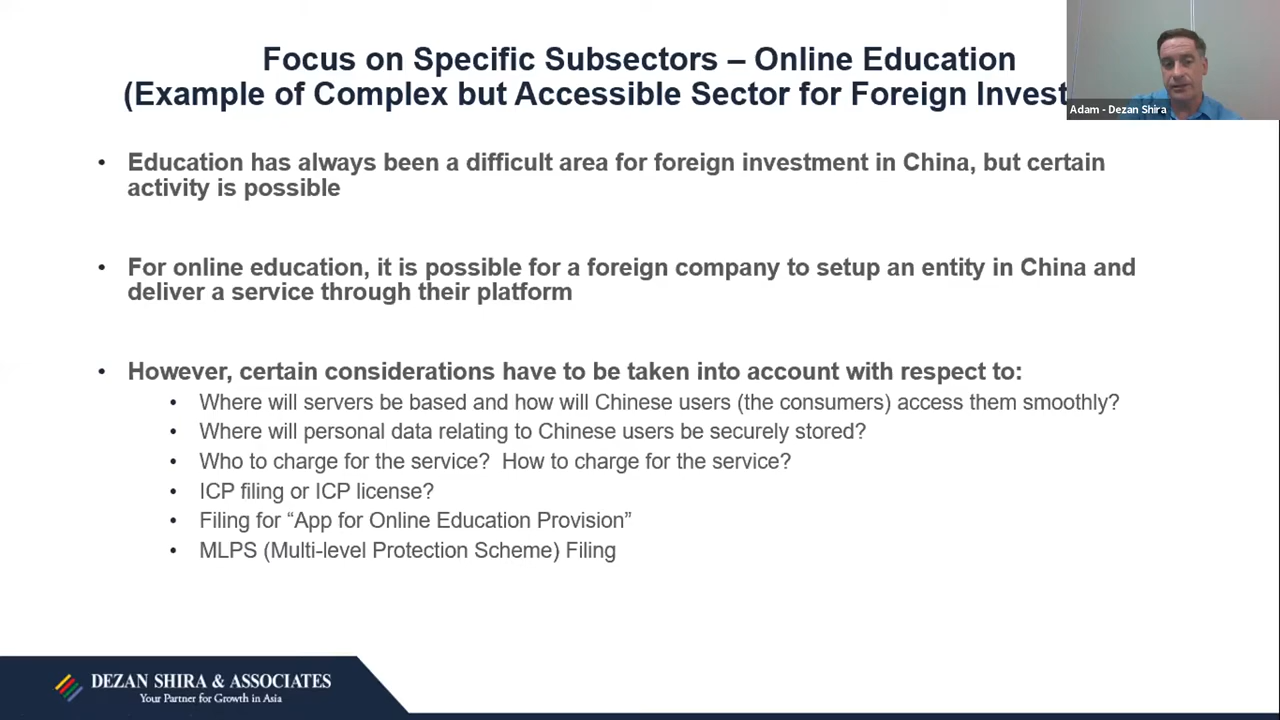 Focus on Specific Subsectors – Online Education
(Example of Complex but Accessible Sector for Foreign Invest
Adam - Dezan Shira
• Education has always been a difficult area for foreign investment in China, but certain
activity is possible
• For online education, it is possible for a foreign company to setup an entity in China and
deliver a service through their platform
• However, certain considerations have to be taken into account with respect to:
• Where will servers be based and how will Chinese users (the consumers) access them smoothly?
• Where will personal data relating to Chinese users be securely stored?
• Who to charge for the service?  How to charge for the service?
• ICP filing or ICP license?
• Filing for “App for Online Education Provision”
• MLPS (Multi-level Protection Scheme) Filing
DEZAN SHIRA & ASSOCIATES
Your Partner for Growth in Asia